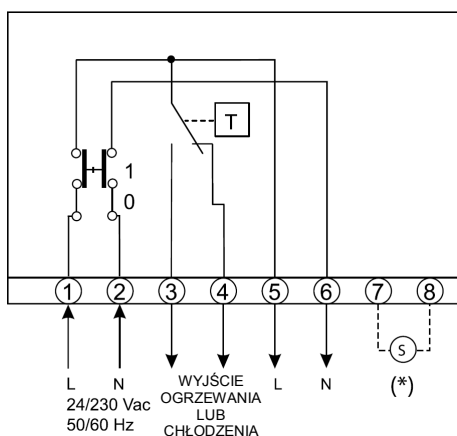 T
1
0
1 2 3 4 5 6 7 8
L N WYJŚCIE L N S
24/230 Vac OGRZEWANIA (*)
50/60 Hz LUB
CHŁODZENIA